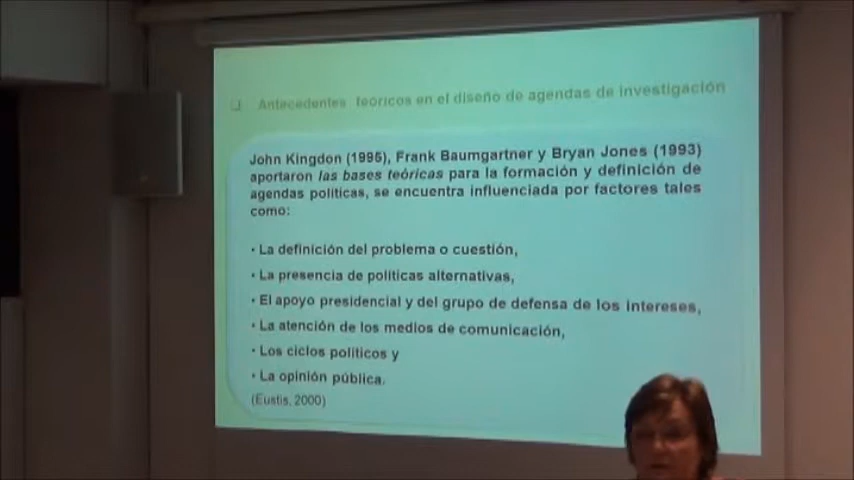 ❑ Antecedentes teóricos en el diseño de agendas de investigación
John Kingdon (1995), Frank Baumgartner y Bryan Jones (1993)
aportaron las bases teóricas para la formación y definición de
agendas políticas, se encuentra influenciada por factores tales
como:
• La definición del problema o cuestión,
• La presencia de políticas alternativas,
• El apoyo presidencial y del grupo de defensa de los intereses,
• La atención de los medios de comunicación,
• Los ciclos políticos y
• La opinión pública.
(Eustis, 2000)